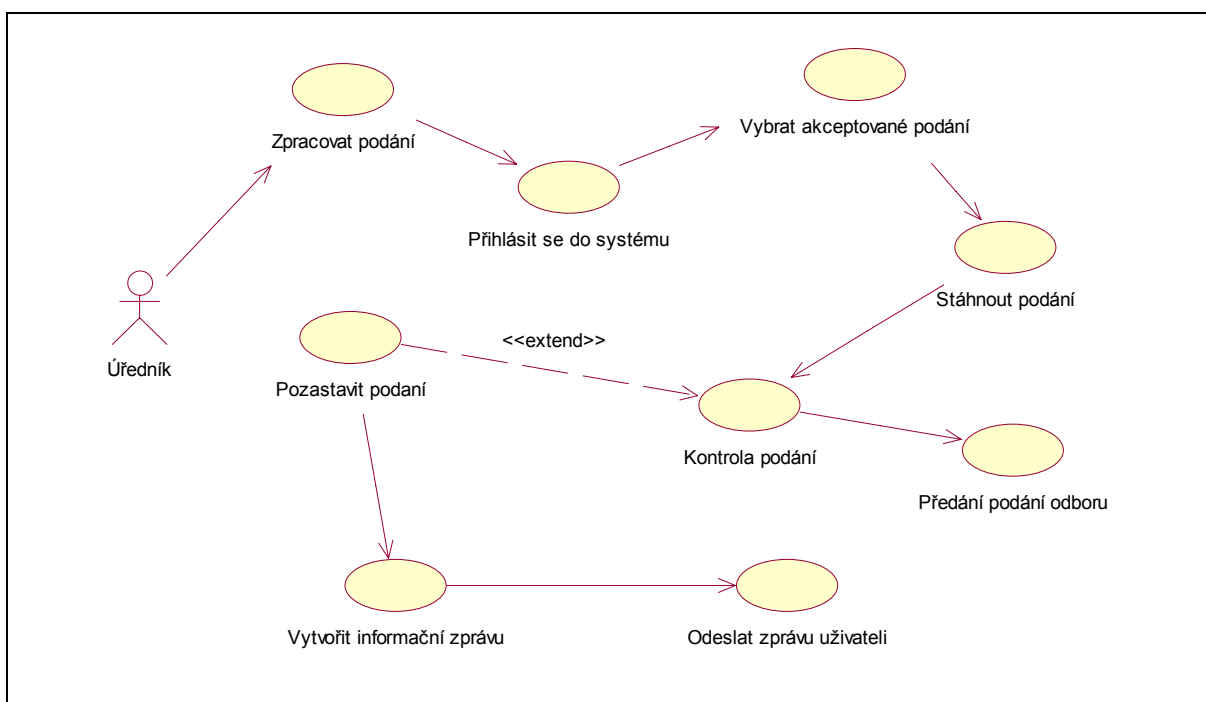 Vybrat akceptované podání
Zpracovat podání
Přihlásit se do systému
Stáhnout podání
Úředník
<<extend>>
Pozastavit podaní
Kontrola podání
Předání podání odboru
Vytvořit informační zprávu
Odeslat zprávu uživateli